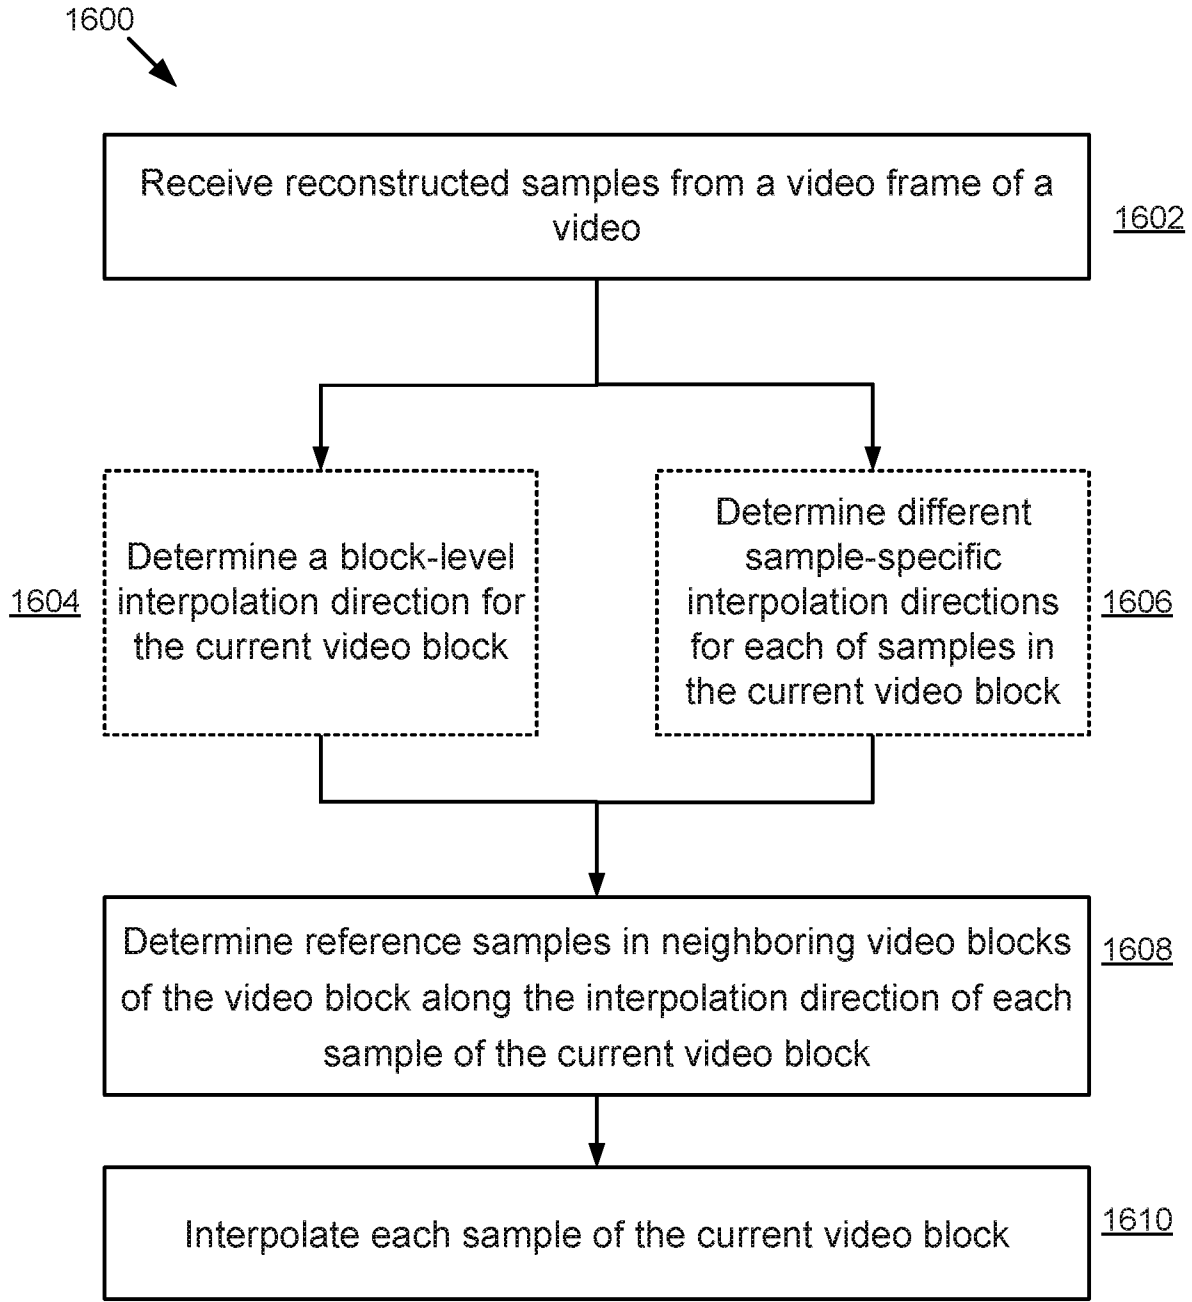 1600
Receive reconstructed samples from a video frame of a
video
1602
Determine a block-level
interpolation direction for
the current video block
1604
Determine different
sample-specific
interpolation directions
for each of samples in
the current video block
1606
Determine reference samples in neighboring video blocks
of the video block along the interpolation direction of each
sample of the current video block
1608
Interpolate each sample of the current video block
1610